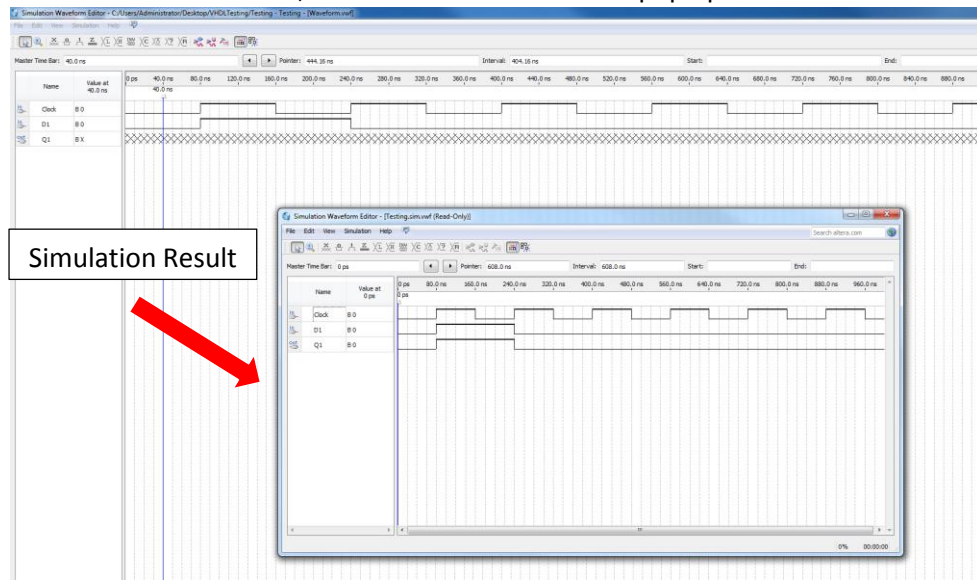 Simulation Waveform Editor - C:/Users/Administrator/Desktop/VHDLTesting/Testing - Testing - [Waveform.vwf]
File Edit View Simulation Help
Master Time Bar: 40.0 ns Pointer: 444.16 ns Interval: 404.16 ns Start: End:
Name Value at 40.0 ns
0 ps 40.0 ns 80.0 ns 120.0 ns 160.0 ns 200.0 ns 240.0 ns 280.0 ns 320.0 ns 360.0 ns 400.0 ns 440.0 ns 480.0 ns 520.0 ns 560.0 ns 600.0 ns 640.0 ns 680.0 ns 720.0 ns 760.0 ns 800.0 ns 840.0 ns 880.0 ns
40.0 ns
Clock B 0
D1 B 0
Q1 B X
Simulation Result
Simulation Waveform Editor - [Testing.sim.vwf (Read-Only)]
File Edit View Simulation Help
Search altera.com
Master Time Bar: 0 ps Pointer: 608.0 ns Interval: 608.0 ns Start: End:
Name Value at 0 ps
0 ps 80.0 ns 160.0 ns 240.0 ns 320.0 ns 400.0 ns 480.0 ns 560.0 ns 640.0 ns 720.0 ns 800.0 ns 880.0 ns 960.0 ns
0 ps
Clock B 0
D1 B 0
Q1 B 0
0% 00:00:00